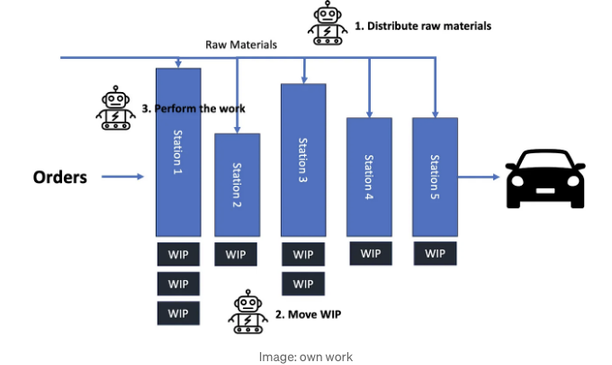 1. Distribute raw materials
Raw Materials
3. Perform the work
Orders
Station 1
Station 2
Station 3
Station 4
Station 5
WIP
WIP
WIP
WIP
WIP
WIP
WIP
WIP
2. Move WIP
Image: own work